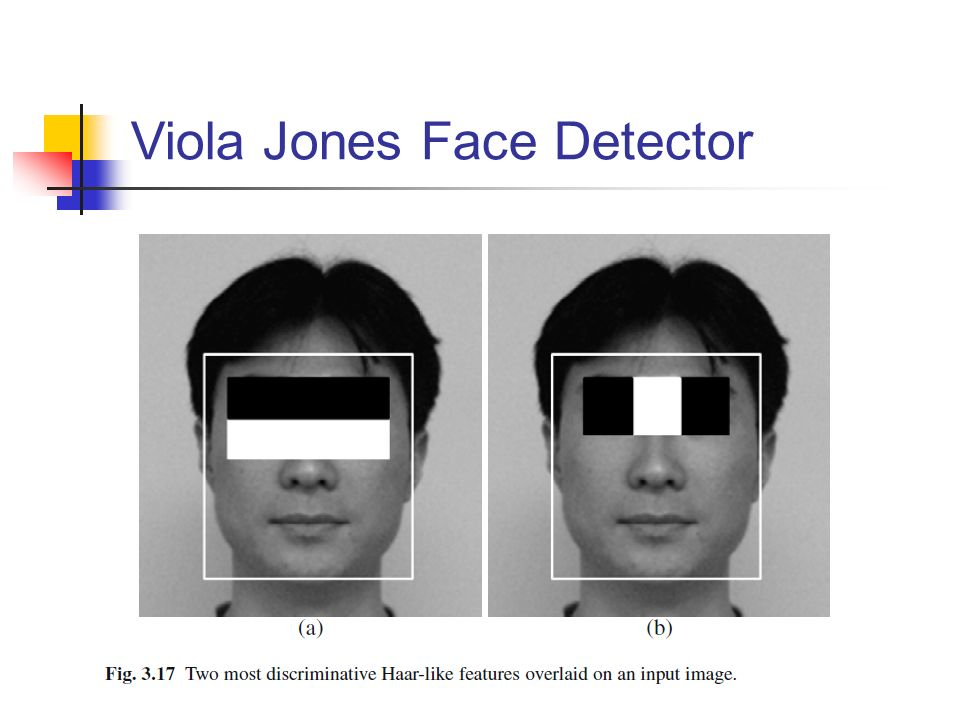 Viola Jones Face Detector
(a) (b)
Fig. 3.17 Two most discriminative Haar-like features overlaid on an input image.